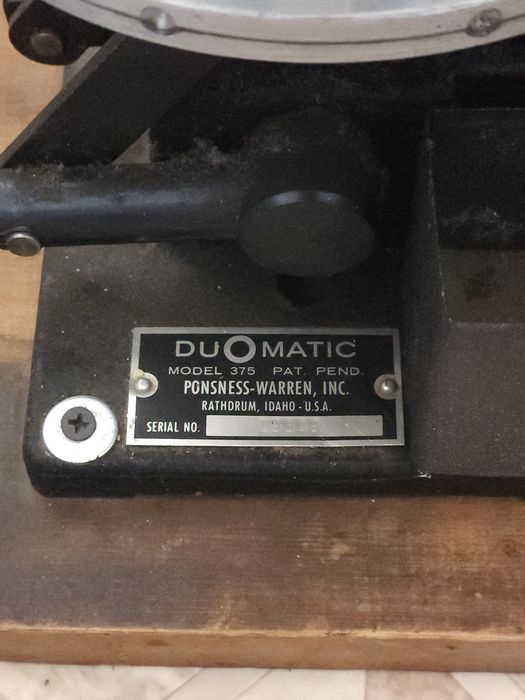 DUOMATIC
MODEL 375 PAT. PEND.
PONSNESS-WARREN, INC.
RATHDRUM, IDAHO - U.S.A.
SERIAL NO.